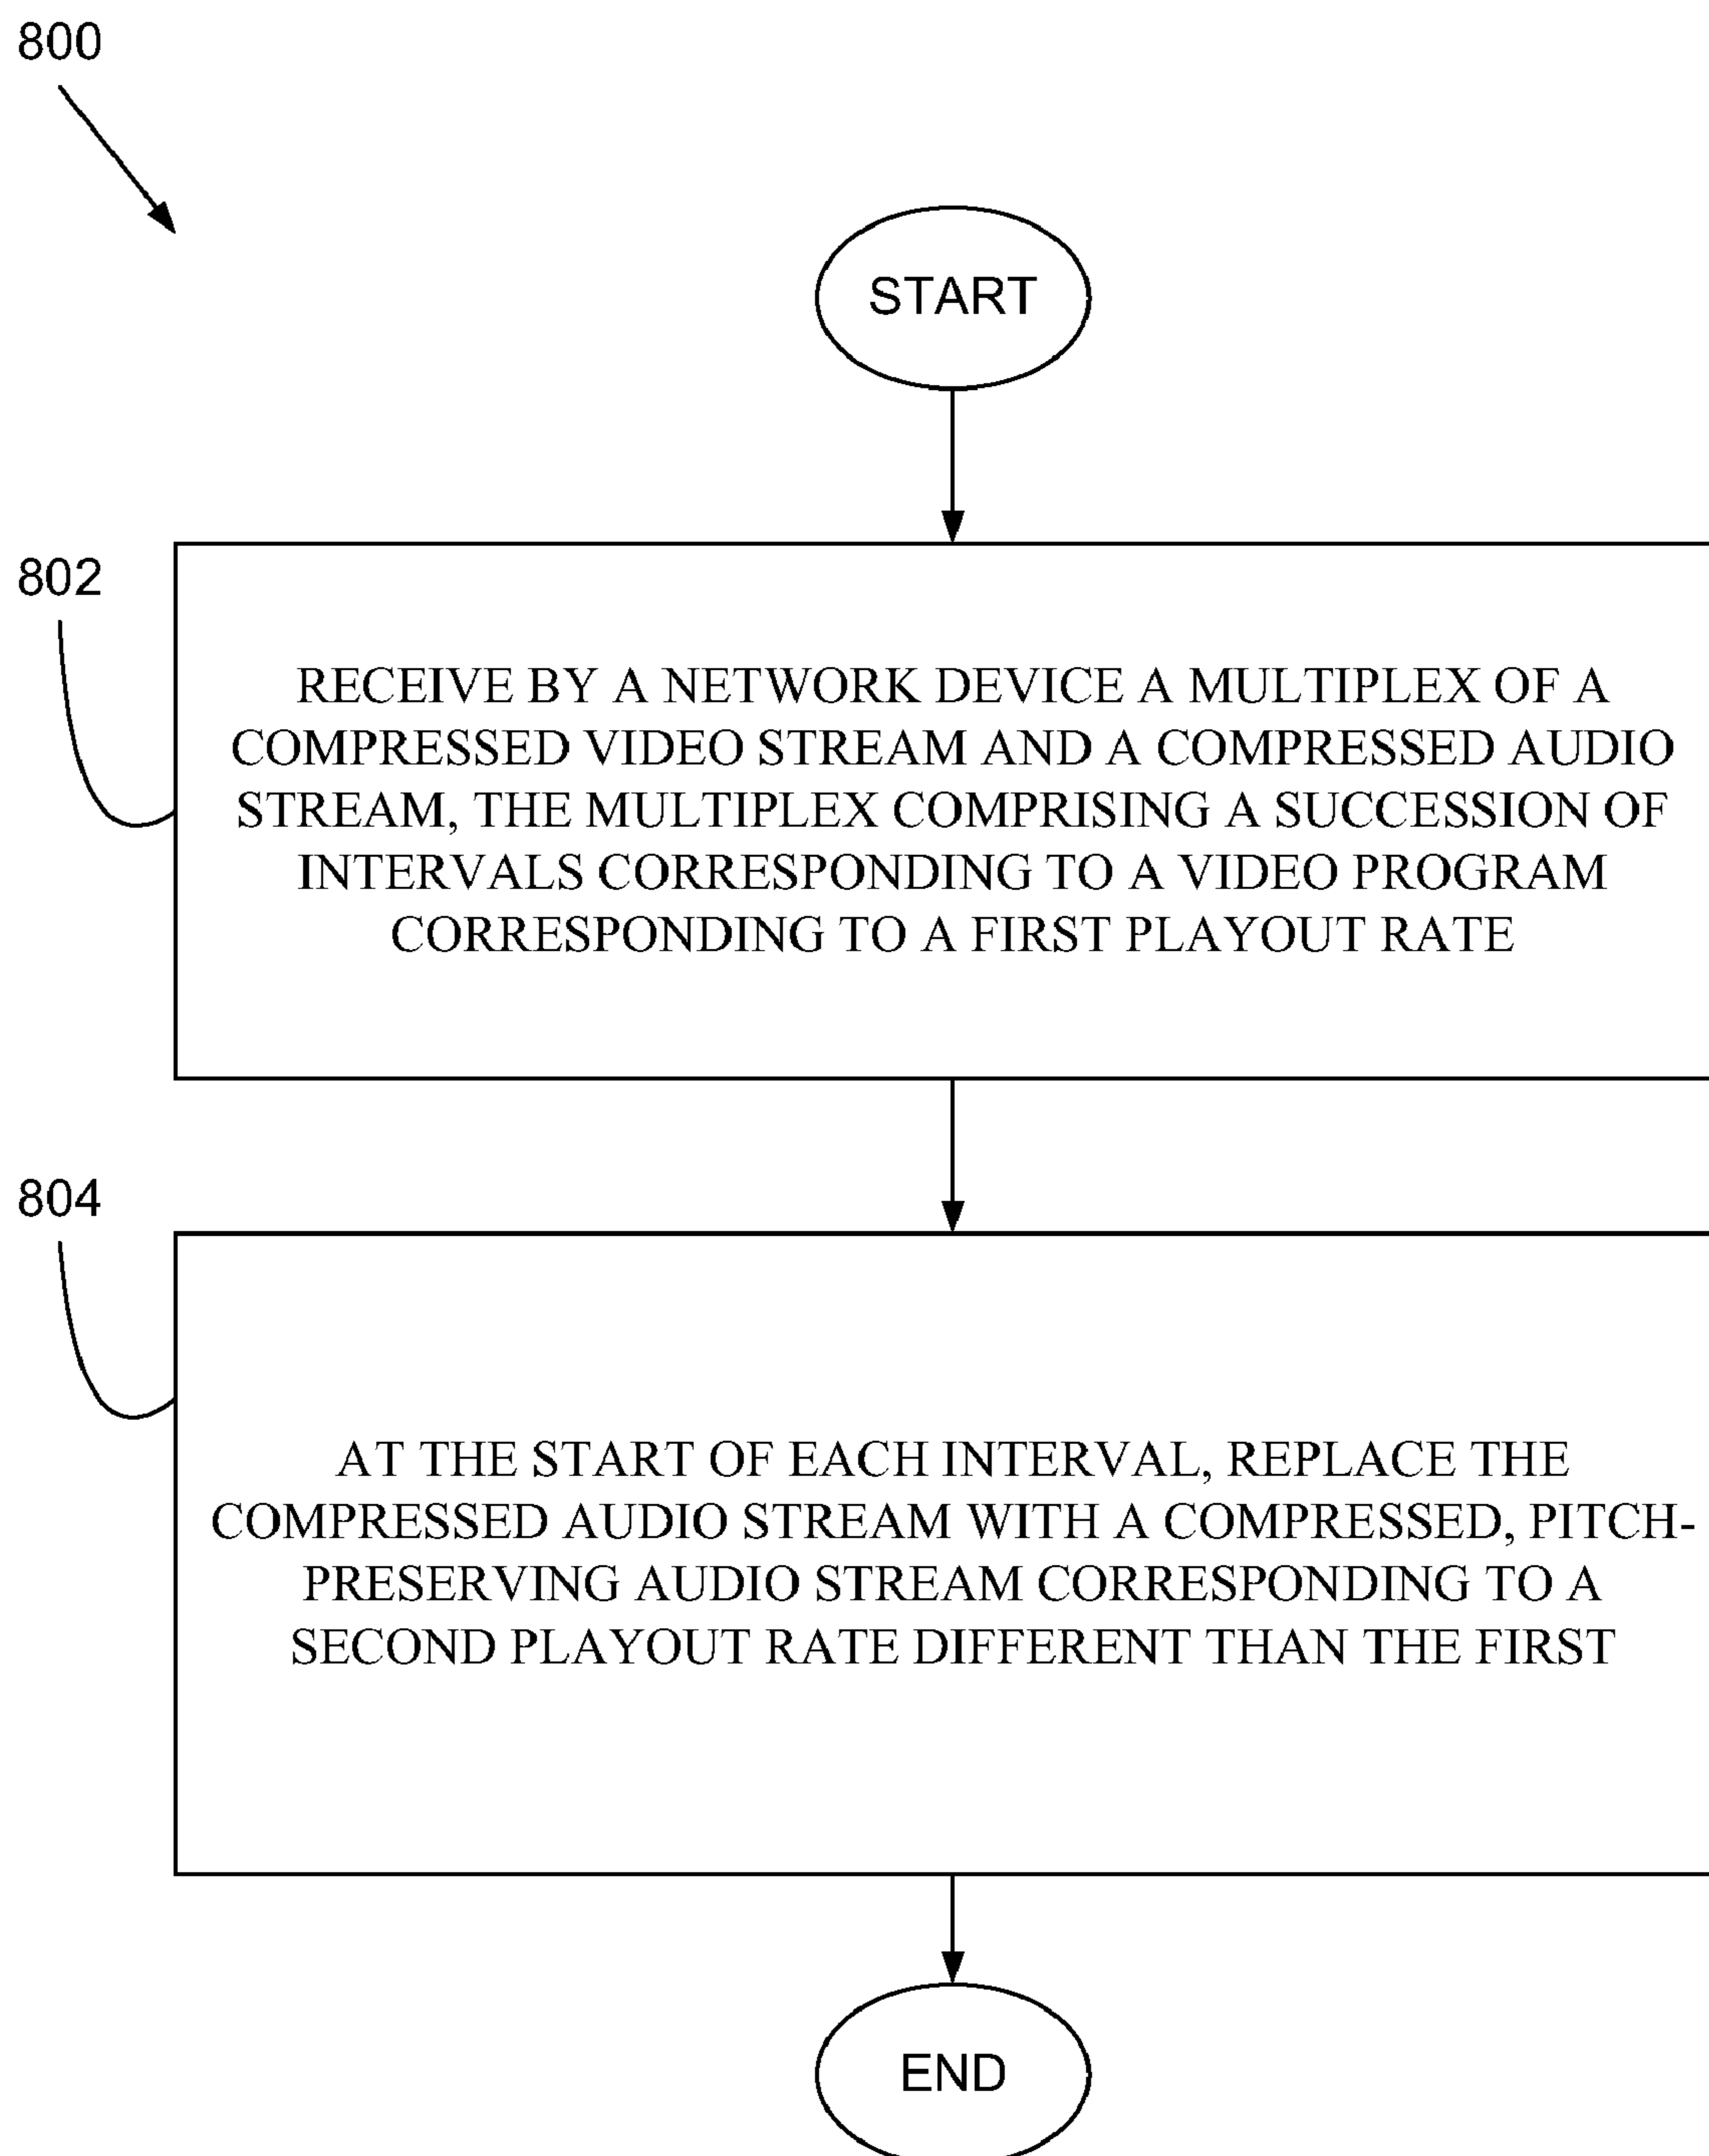 800
START
802
RECEIVE BY A NETWORK DEVICE A MULTIPLEX OF A
COMPRESSED VIDEO STREAM AND A COMPRESSED AUDIO
STREAM, THE MULTIPLEX COMPRISING A SUCCESSION OF
INTERVALS CORRESPONDING TO A VIDEO PROGRAM
CORRESPONDING TO A FIRST PLAYOUT RATE
804
AT THE START OF EACH INTERVAL, REPLACE THE
COMPRESSED AUDIO STREAM WITH A COMPRESSED, PITCH-
PRESERVING AUDIO STREAM CORRESPONDING TO A
SECOND PLAYOUT RATE DIFFERENT THAN THE FIRST
END